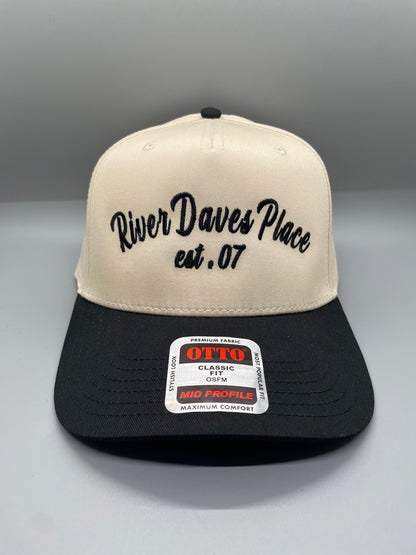 River Daves Place
est.07
PREMIUM FABRIC
STYLISH LOOK
OTTO
CLASSIC
FIT
OSFM
MID PROFILE
MOST POPULAR FIT
MAXIMUM COMFORT